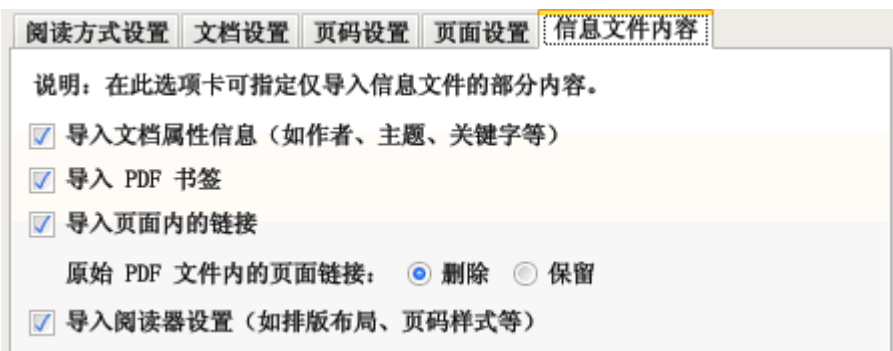 阅读方式设置 文档设置 页码设置 页面设置 信息文件内容
说明：在此选项卡可指定仅导入信息文件的部分内容。
导入文档属性信息（如作者、主题、关键字等）
导入 PDF 书签
导入页面内的链接
原始 PDF 文件内的页面链接： 删除 保留
导入阅读器设置（如排版布局、页码样式等）